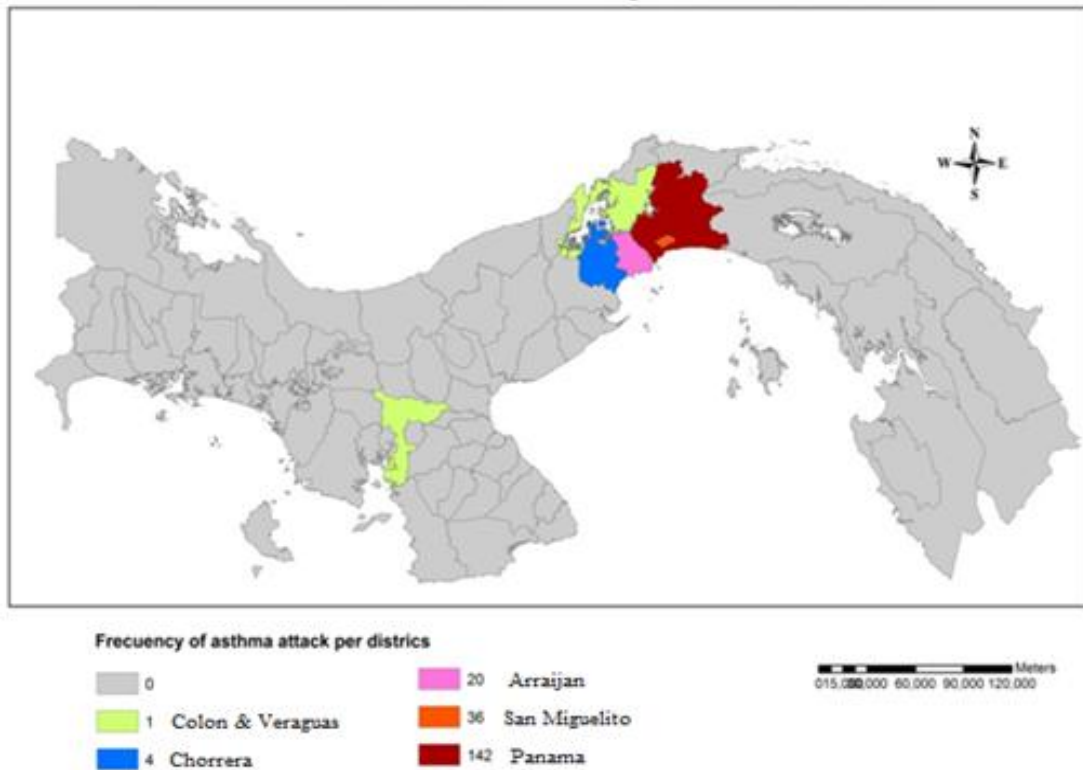 N
W E
S
Frecuency of asthma attack per districs
0
1 Colon & Veraguas
4 Chorrera
20 Arraijan
36 San Miguelito
142 Panama
Meters
60,000 90,000 120,000